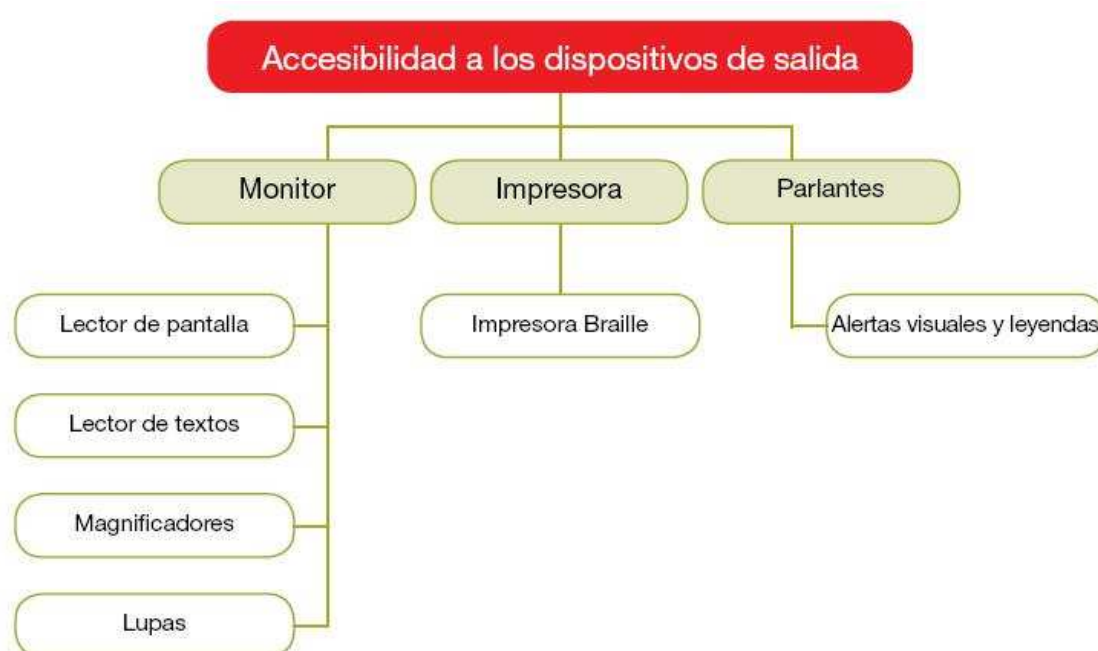 Accesibilidad a los dispositivos de salida
Monitor
Impresora
Parlantes
Lector de pantalla
Impresora Braille
Alertas visuales y leyendas
Lector de textos
Magnificadores
Lupas